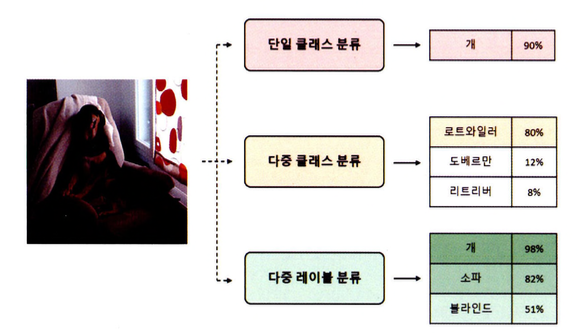 단일 클래스 분류
개 90%
다중 클래스 분류
로트와일러 80%
도베르만 12%
리트리버 8%
다중 레이블 분류
개 98%
소파 82%
블라인드 51%